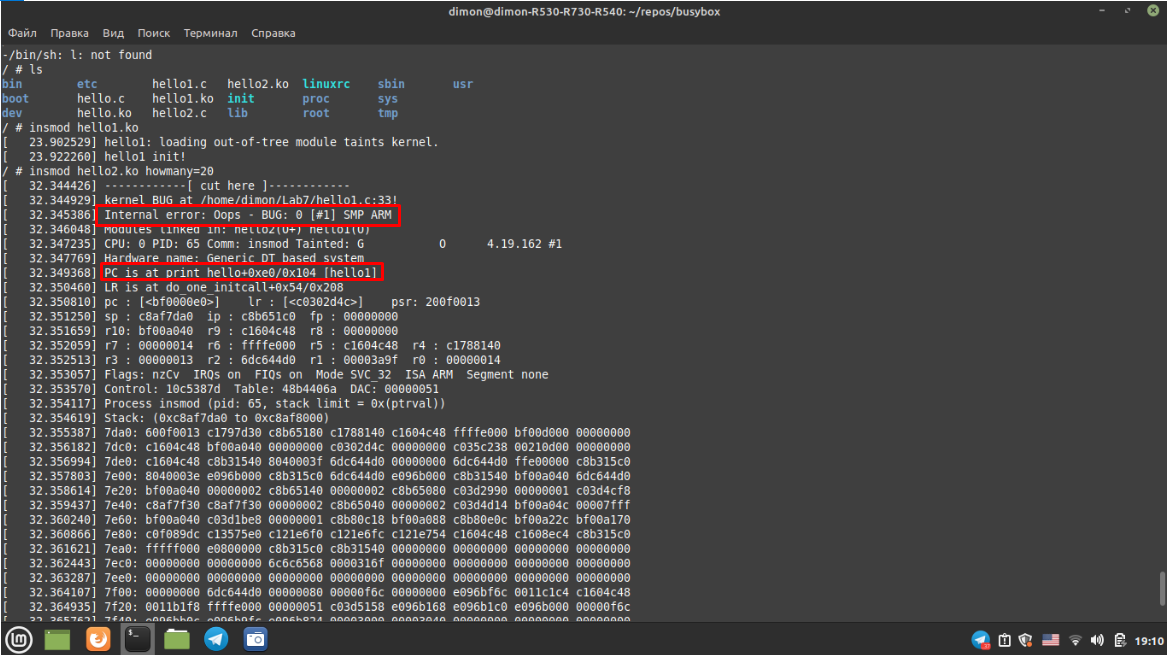 dimon@dimon-R530-R730-R540: ~/repos/busybox
Файл Правка Вид Поиск Терминал Справка
-/bin/sh: l: not found
/ # ls
bin etc hello1.c hello2.ko linuxrc sbin usr
boot hello.c hello1.ko init proc sys
dev hello.ko hello2.c lib root tmp
/ # insmod hello1.ko
[ 23.902529] hello1: loading out-of-tree module taints kernel.
[ 23.922260] hello1 init!
/ # insmod hello2.ko howmany=20
[ 32.344426] ------------[ cut here ]------------
[ 32.344929] kernel BUG at /home/dimon/Lab7/hello1.c:33!
[ 32.345386] Internal error: Oops - BUG: 0 [#1] SMP ARM
[ 32.346048] Modules linked in: hello2(O+) hello1(O)
[ 32.347235] CPU: 0 PID: 65 Comm: insmod Tainted: G O 4.19.162 #1
[ 32.347769] Hardware name: Generic DT based system
[ 32.349368] PC is at print_hello+0xe0/0x104 [hello1]
[ 32.350460] LR is at do_one_initcall+0x54/0x208
[ 32.350810] pc : [<bf0000e0>] lr : [<c0302d4c>] psr: 200f0013
[ 32.351250] sp : c8af7da0 ip : c8b651c0 fp : 00000000
[ 32.351659] r10: bf00a040 r9 : c1604c48 r8 : 00000000
[ 32.352059] r7 : 00000014 r6 : ffffe000 r5 : c1604c48 r4 : c1788140
[ 32.352513] r3 : 00000013 r2 : 6dc644d0 r1 : 00003a9f r0 : 00000014
[ 32.353057] Flags: nzCv IRQs on FIQs on Mode SVC_32 ISA ARM Segment none
[ 32.353570] Control: 10c5387d Table: 48b4406a DAC: 00000051
[ 32.354117] Process insmod (pid: 65, stack limit = 0x(ptrval))
[ 32.354619] Stack: (0xc8af7da0 to 0xc8af8000)
[ 32.355387] 7da0: 600f0013 c1797d30 c8b65180 c1788140 c1604c48 ffffe000 bf00d000 00000000
[ 32.356182] 7dc0: c1604c48 bf00a040 00000000 c0302d4c 00000000 c035c238 00210d00 00000000
[ 32.356994] 7de0: c1604c48 c8b31540 8040003f 6dc644d0 00000000 6dc644d0 ffe00000 c8b315c0
[ 32.357803] 7e00: 8040003e e096b000 c8b315c0 6dc644d0 e096b000 c8b31540 bf00a040 6dc644d0
[ 32.358614] 7e20: bf00a040 00000002 c8b65140 00000002 c8b65080 c03d2990 00000001 c03d4cf8
[ 32.359437] 7e40: c8af7f30 c8af7f30 00000002 c8b65040 00000002 c03d4d14 bf00a04c 00007fff
[ 32.360240] 7e60: bf00a040 c03d1be8 00000001 c8b80c18 bf00a088 c8b80e0c bf00a22c bf00a170
[ 32.360866] 7e80: c0f089dc c13575e0 c121e6f0 c121e6fc c121e754 c1604c48 c1608ec4 c8b315c0
[ 32.361621] 7ea0: fffff000 e0800000 c8b315c0 c8b31540 00000000 00000000 00000000 00000000
[ 32.362443] 7ec0: 00000000 00000000 6c6c6568 0000316f 00000000 00000000 00000000 00000000
[ 32.363287] 7ee0: 00000000 00000000 00000000 00000000 00000000 00000000 00000000 00000000
[ 32.364107] 7f00: 00000000 6dc644d0 00000080 00000f6c 00000000 e096bf6c 0011c1c4 c1604c48
[ 32.364935] 7f20: 0011b1f8 ffffe000 00000051 c03d5158 e096b168 e096b1c0 e096b000 00000f6c
[ 32.365762] 7f40: e096bb0c e096b9fc e096b824 00003000 00003040 00000000 00000000 00000000
19:10